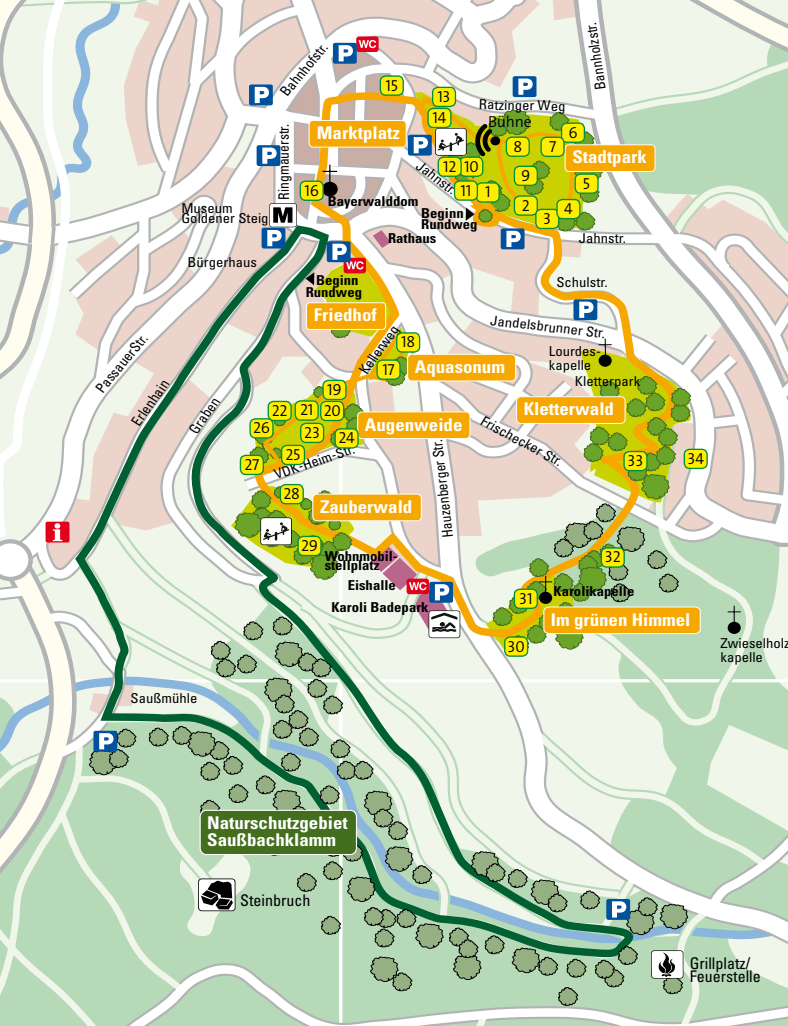 WC
P
Bahnhofstr.
Bannholzstr.
P
P
15
13
Ratzinger Weg
14
Bühne
Marktplatz
P
P
Ringmauerstr.
6
8
7
Stadtpark
12
10
9
Jahnstr.
5
16
11
1
Bayerwalddom
2
4
Museum
Goldener Steig
M
Beginn
Rundweg
3
P
P
Rathaus
P
Jahnstr.
WC
Bürgerhaus
Beginn
Rundweg
Schulstr.
Friedhof
P
Jandelsbrunner Str.
PassauerStr.
Kellerweg
18
Lourdes-
kapelle
17
Aquasonum
Kletterpark
Erlenhain
19
Graben
22
21
20
Kletterwald
26
23
Augenweide
24
Frischecker Str.
25
27
VDK-Heim-Str.
Hauzenberger Str.
33
34
28
Zauberwald
i
29
Wohnmobil-
stellplatz
32
Eishalle
WC
P
31
Karolikapelle
Karoli Badepark
Im grünen Himmel
30
Zwieselholz
kapelle
Saußmühle
P
Naturschutzgebiet
Saußbachklamm
Steinbruch
P
Grillplatz/
Feuerstelle